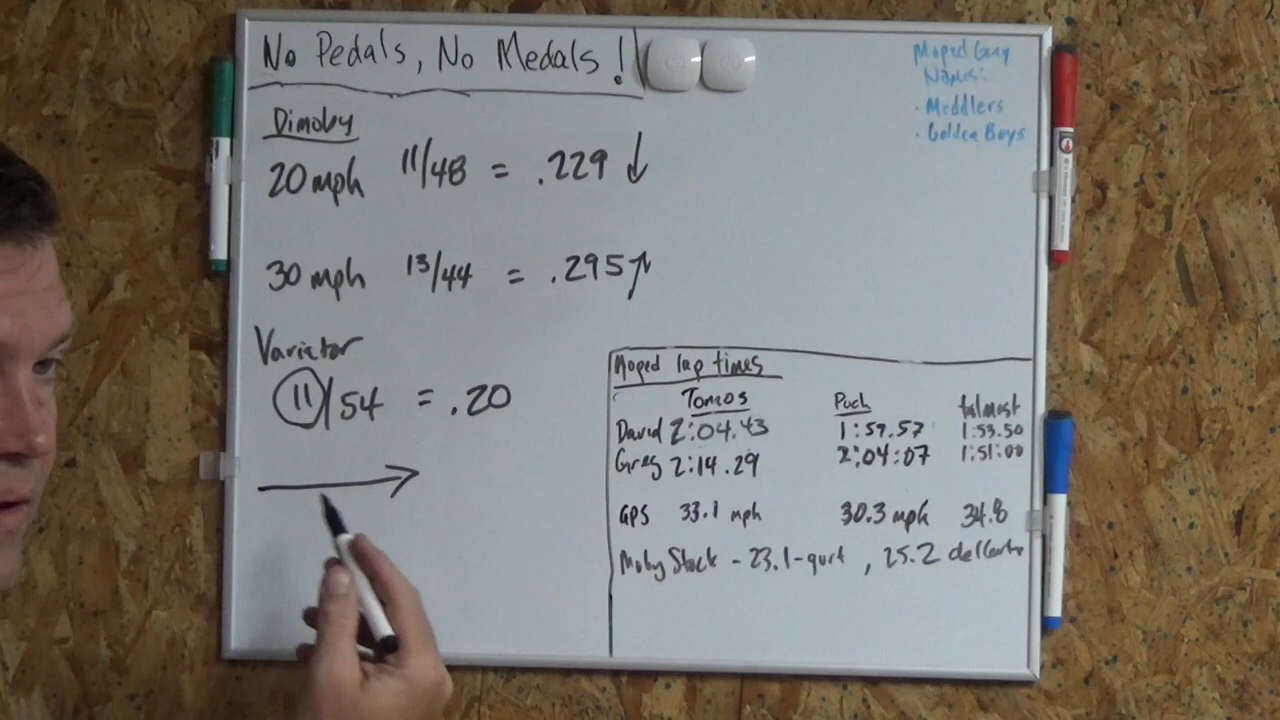 No Pedals, No Medals!
Moped Gang
Names:
· Meddlers
· Golden Boys
Dimoby
20 mph 11/48 = .229 ↓
30 mph 13/44 = .295 ↑
Variator
11/54 = .20
→
Moped lap times
Tomos Puch
David 2:04.43 1:59.57 1:53.50
Greg 2:14.29 2:04:07 1:51:00
GPS 33.1 mph 30.3 mph 34.8
Moby Stock - 23.1-gurt, 25.2 dellorto